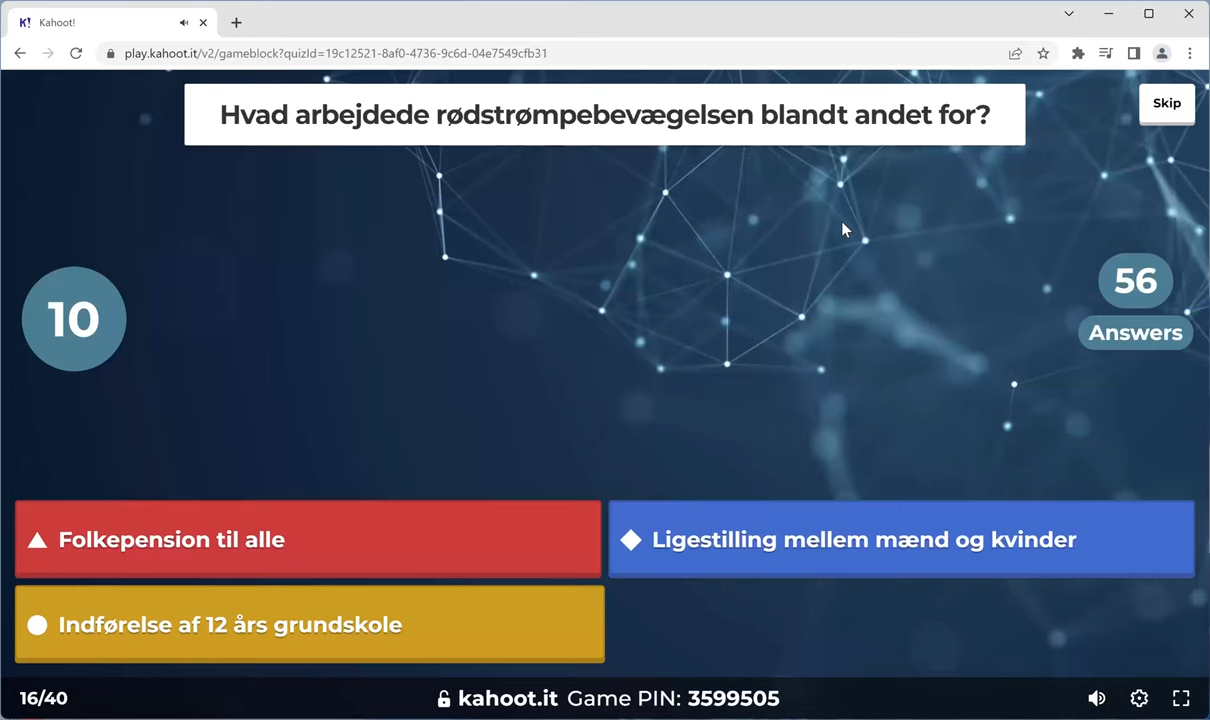 K! Kahoot!
play.kahoot.it/v2/gameblock?quizId=19c12521-8af0-4736-9c6d-04e7549cfb31
Hvad arbejdede rødstrømpebevægelsen blandt andet for?
Skip
10
56
Answers
Folkepension til alle
Ligestilling mellem mænd og kvinder
Indførelse af 12 års grundskole
16/40
kahoot.it Game PIN: 3599505